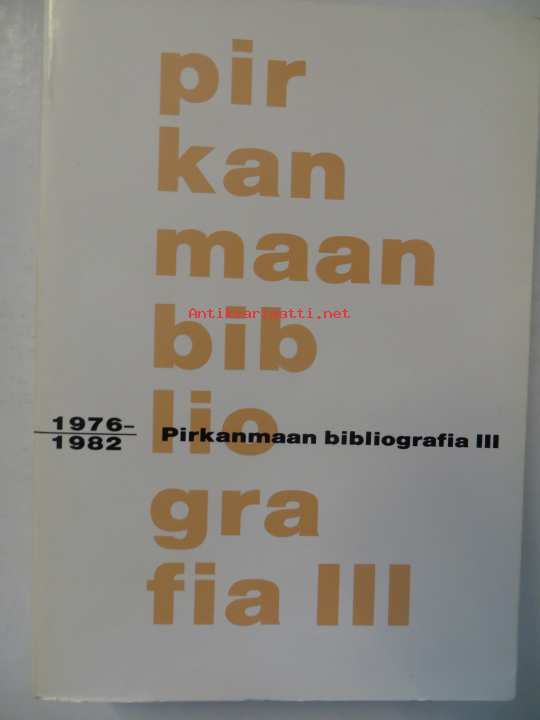 pir
kan
maan
Antikvariaatti.net
bib
lio
1976–
1982
Pirkanmaan bibliografia III
gra
fia III